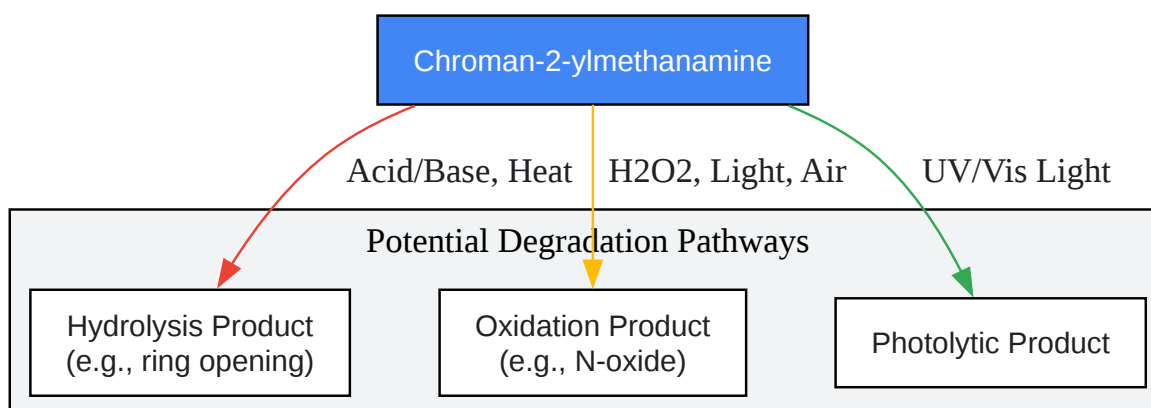 Chroman-2-ylmethanamine
Acid/Base, Heat
H2O2, Light, Air
UV/Vis Light
Potential Degradation Pathways
Hydrolysis Product
(e.g., ring opening)
Oxidation Product
(e.g., N-oxide)
Photolytic Product